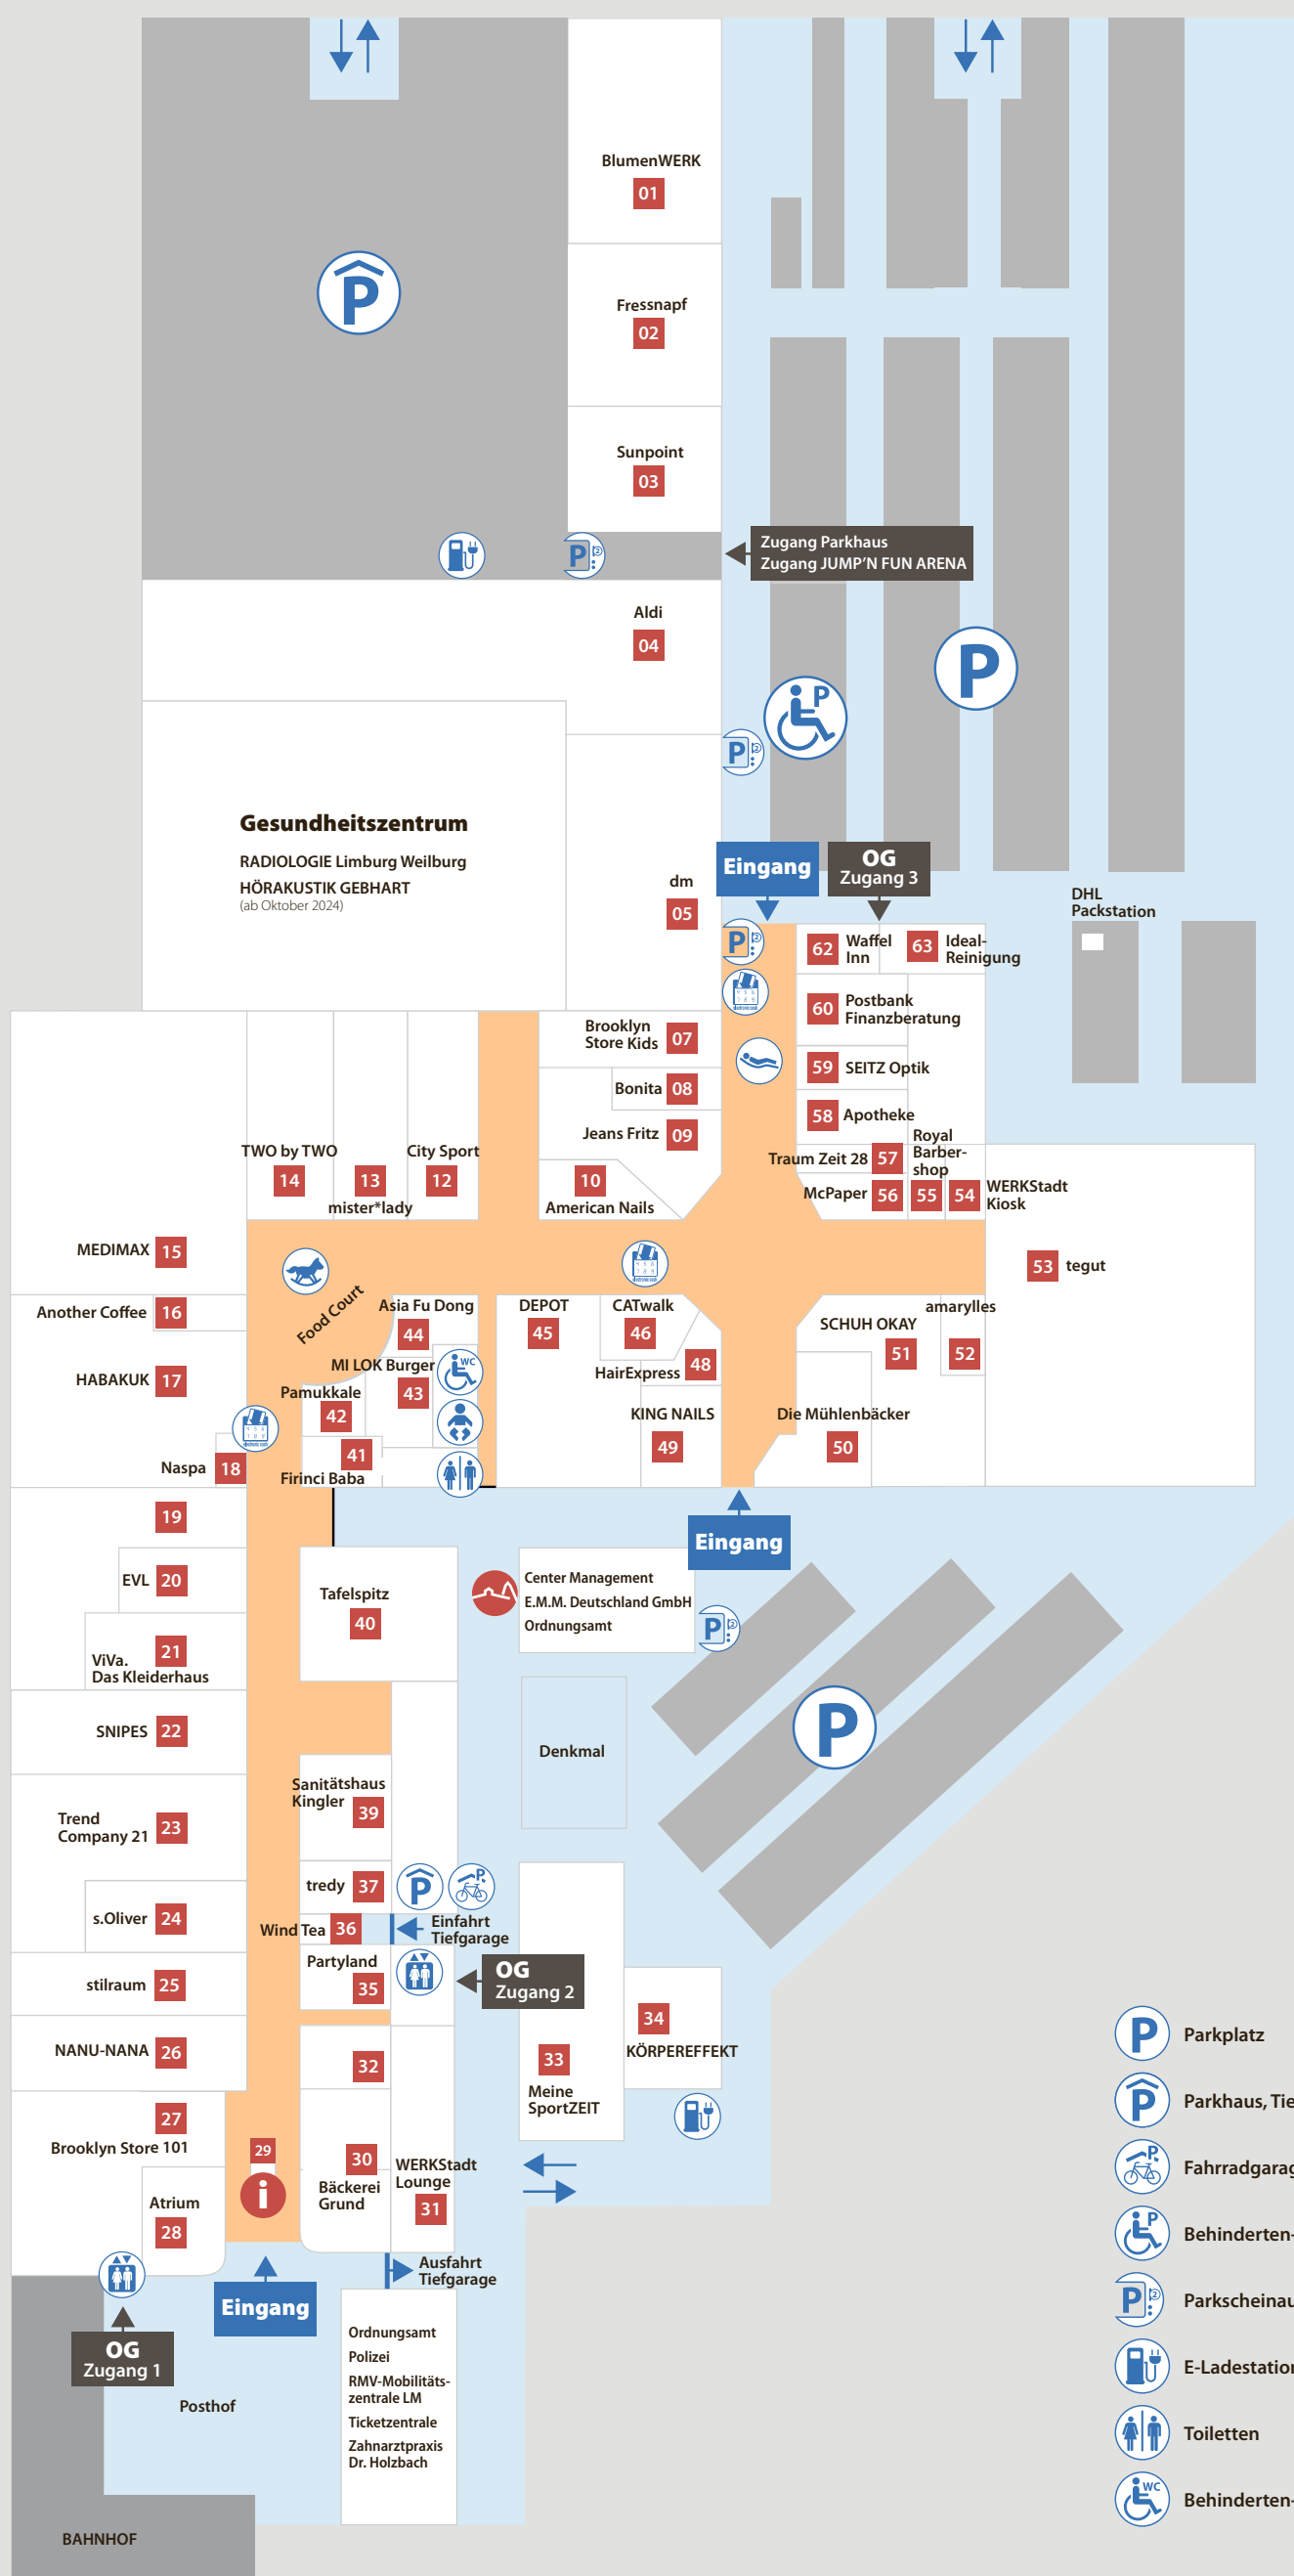 BlumenWERK
01
P
Fressnapf
02
Sunpoint
03
P
Zugang Parkhaus
Zugang JUMP'N FUN ARENA
Aldi
04
P
P
P
Gesundheitszentrum
RADIOLOGIE Limburg Weilburg
HÖRAKUSTIK GEBHART
(ab Oktober 2024)
dm
05
Eingang
OG
Zugang 3
DHL
Packstation
P
62
Waffel
Inn
63
Ideal-
Reinigung
60
Postbank
Finanzberatung
Brooklyn
Store Kids
07
59
SEITZ Optik
Bonita
08
58
Apotheke
Jeans Fritz
09
Traum Zeit 28
57
Royal
Barber-
shop
TWO by TWO
14
13
mister*lady
City Sport
12
10
American Nails
McPaper
56
55
54
WERKStadt
Kiosk
MEDIMAX
15
53
tegut
Another Coffee
16
Food Court
Asia Fu Dong
44
DEPOT
45
CATwalk
46
amarylles
52
SCHUH OKAY
51
HABAKUK
17
MI LOK Burger
43
WC
HairExpress
48
Pamukkale
42
KING NAILS
49
Die Mühlenbäcker
50
Naspa
18
41
Firinci Baba
19
Eingang
EVL
20
Tafelspitz
40
Center Management
E.M.M. Deutschland GmbH
Ordnungsamt
P
ViVa.
Das Kleiderhaus
21
SNIPES
22
Denkmal
P
Sanitätshaus
Kingler
39
Trend
Company 21
23
tredy
37
P
P
s.Oliver
24
Wind Tea
36
Einfahrt
Tiefgarage
Partyland
35
OG
Zugang 2
stilraum
25
34
KÖRPEREFFEKT
NANU-NANA
26
32
33
Meine
SportZEIT
27
Brooklyn Store 101
29
i
30
Bäckerei
Grund
WERKStadt
Lounge
31
Atrium
28
Ausfahrt
Tiefgarage
Eingang
OG
Zugang 1
Posthof
Ordnungsamt
Polizei
RMV-Mobilitäts-
zentrale LM
Ticketzentrale
Zahnarztpraxis
Dr. Holzbach
BAHNHOF
P
Parkplatz
P
Parkhaus, Tie
P
Fahrradgarag
P
Behinderten-
P
Parkscheinau
E-Ladestation
Toiletten
WC
Behinderten-